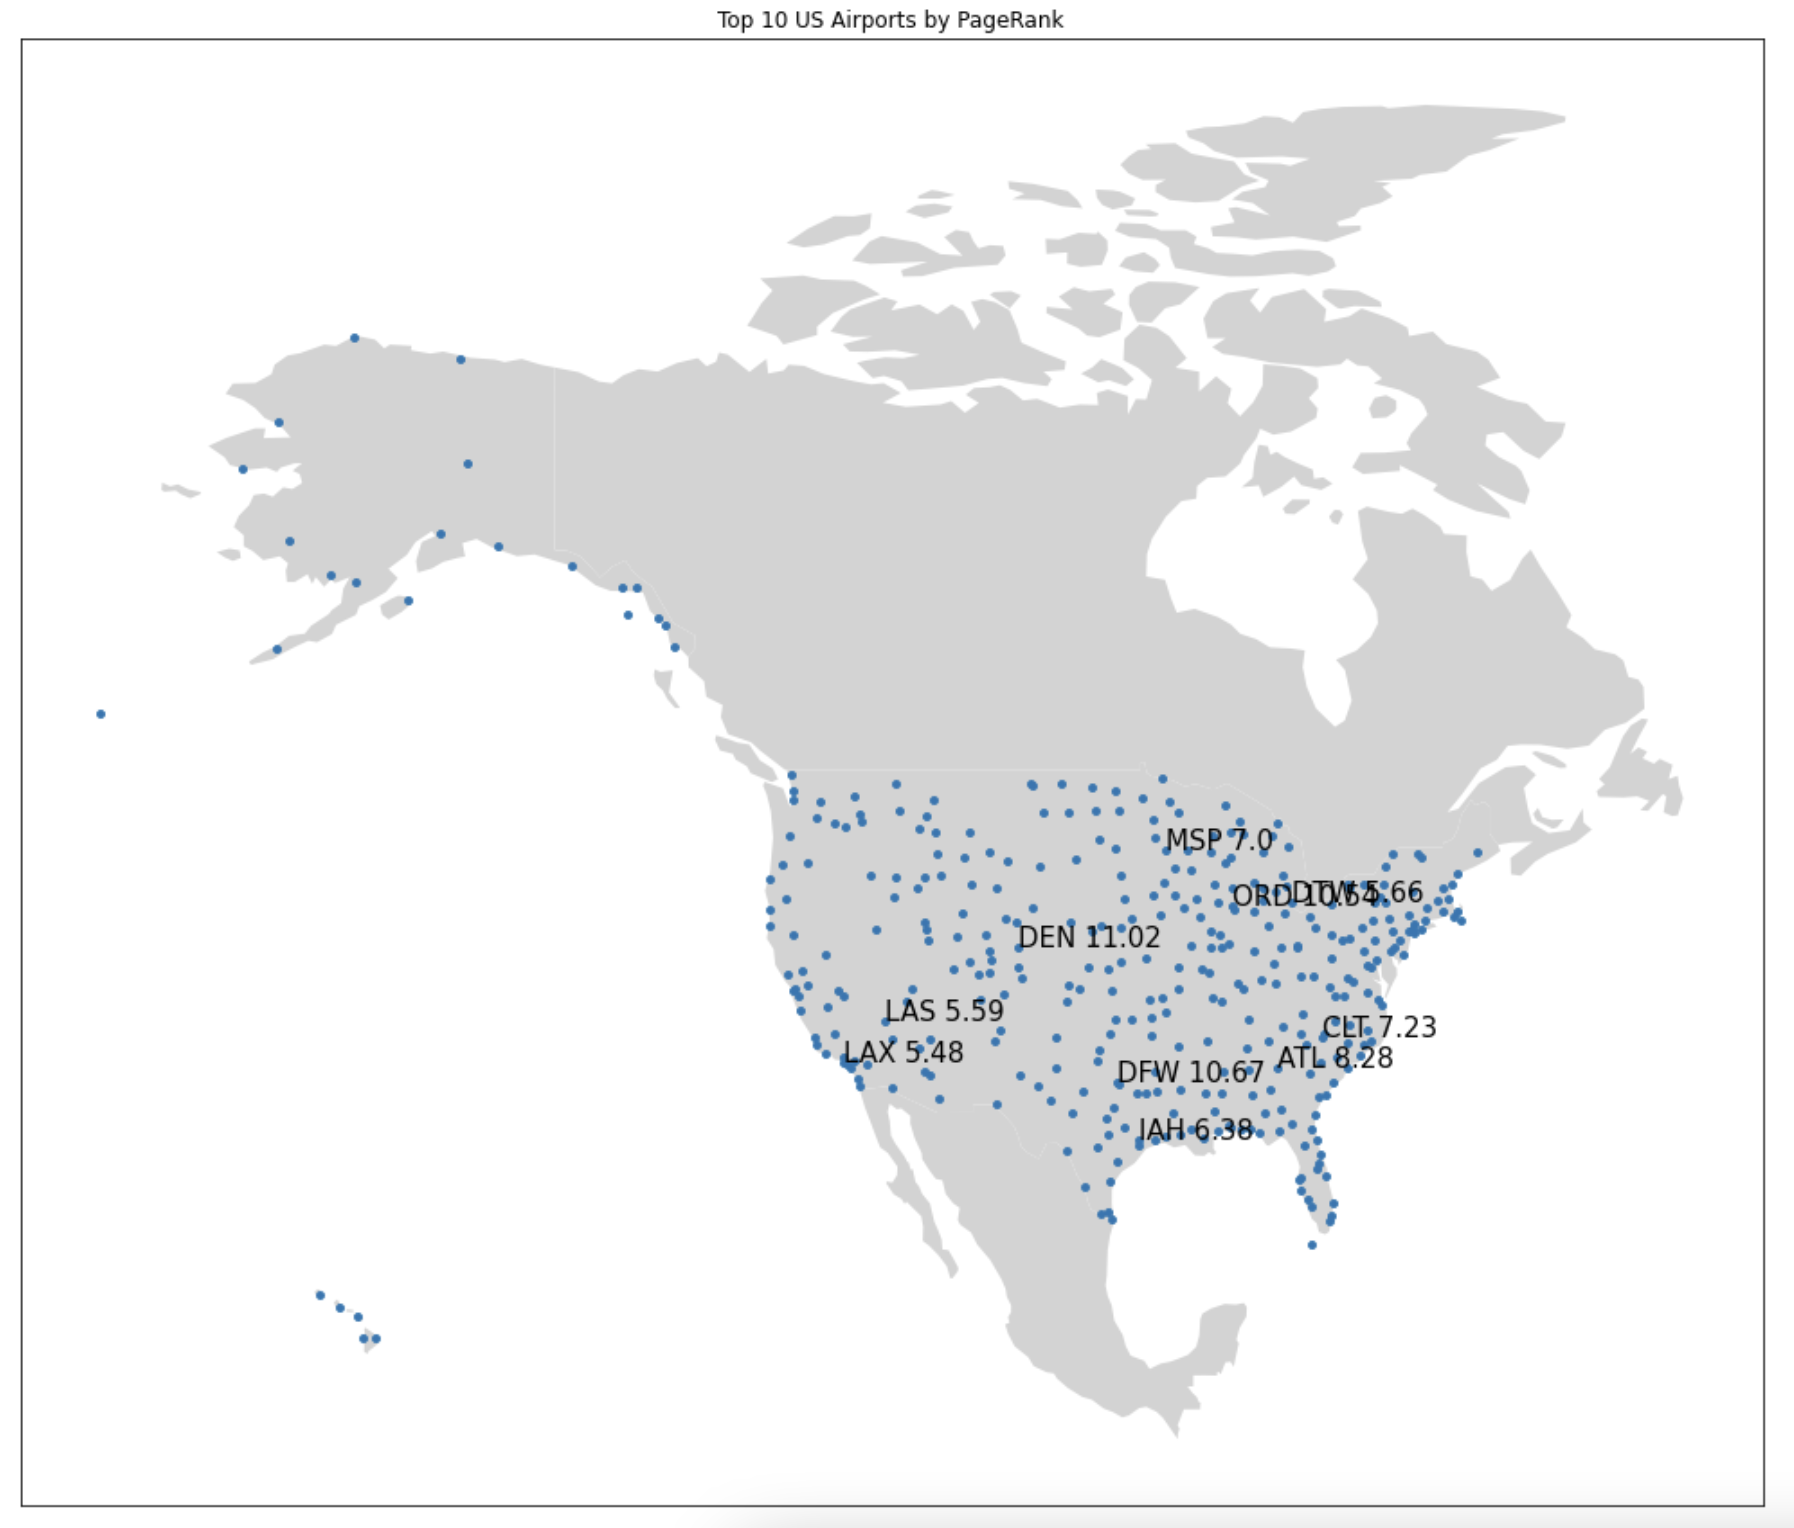 Top 10 US Airports by PageRank
MSP 7.0
ORD 10.54
DTW 5.66
DEN 11.02
LAS 5.59
CLT 7.23
LAX 5.48
ATL 8.28
DFW 10.67
IAH 6.38